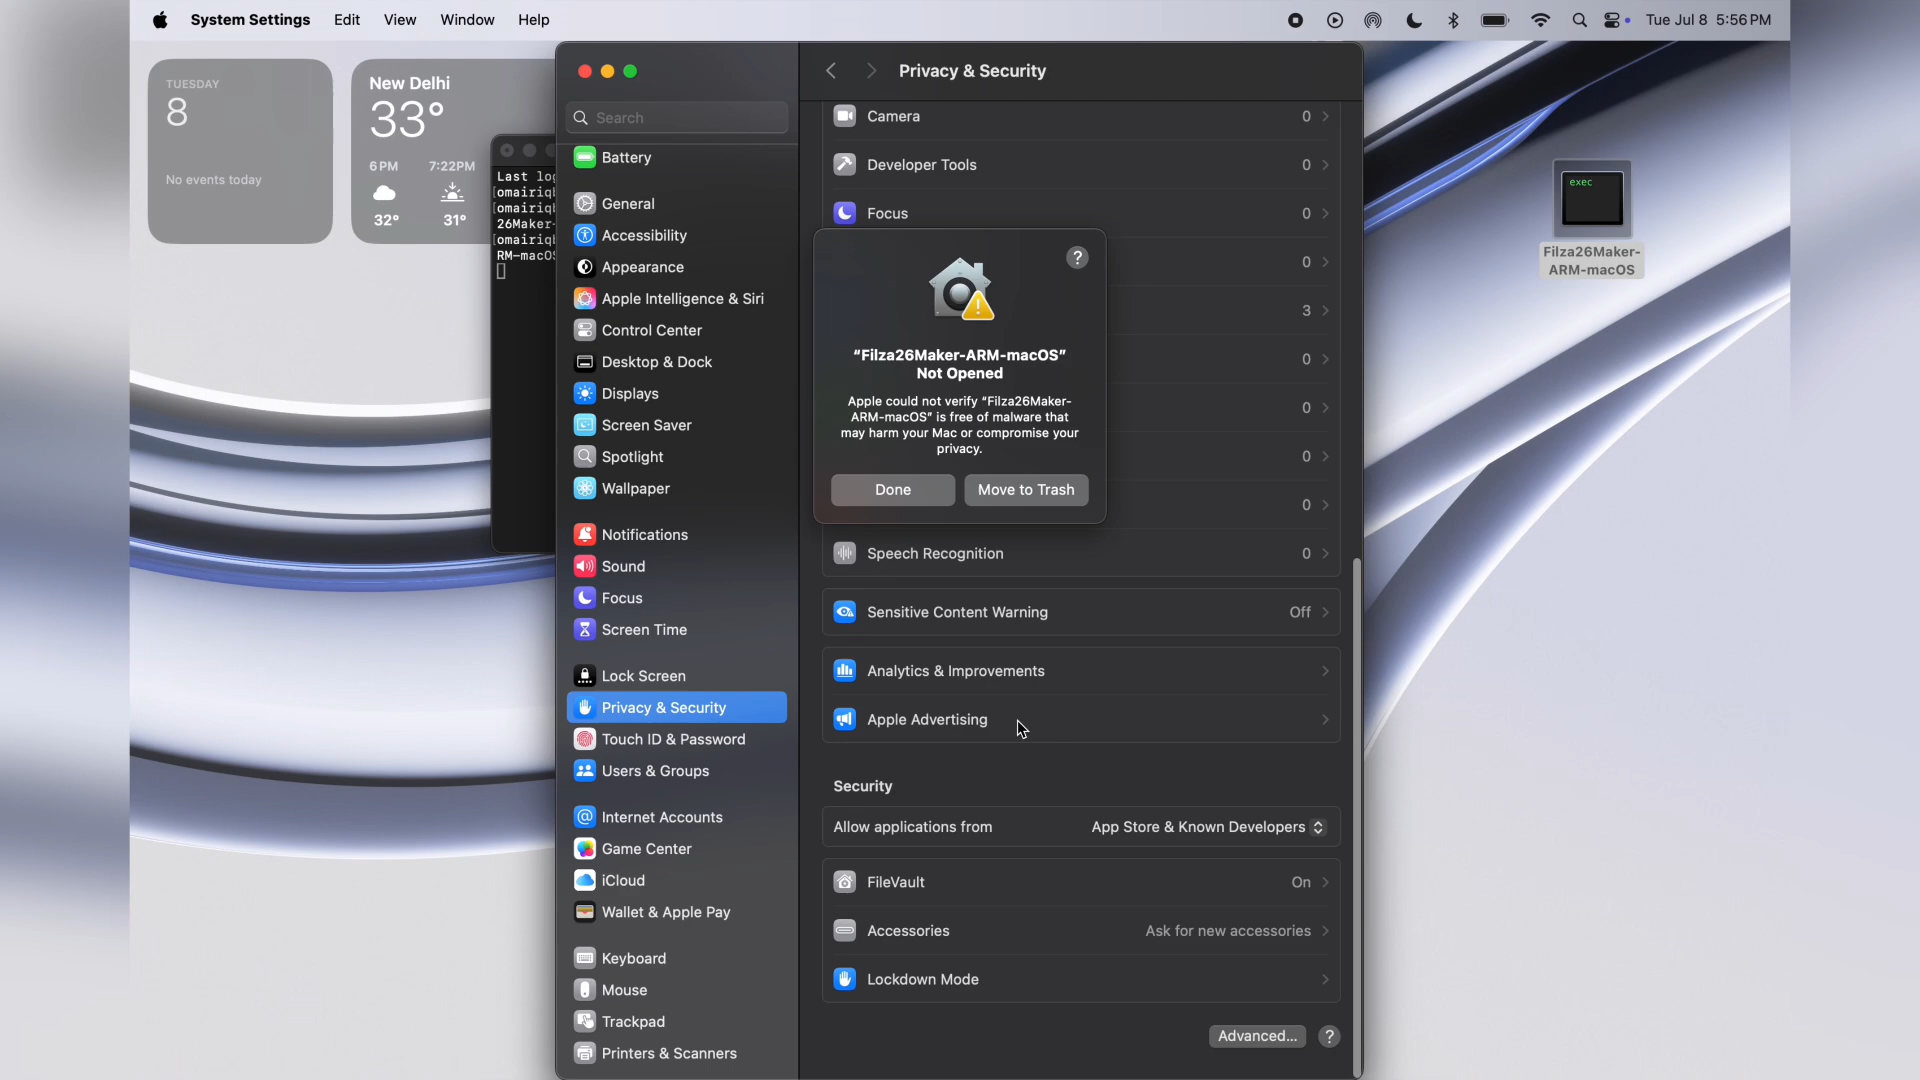 System Settings Edit View Window Help
Tue Jul 8 5:56 PM
TUESDAY
8
No events today
New Delhi
33°
6 PM 7:22PM
32° 31°
Last
26Maker-
exec
Filza26Maker-
ARM-macOS
Search
Battery
General
Accessibility
Appearance
Apple Intelligence & Siri
Control Center
Desktop & Dock
Displays
Screen Saver
Spotlight
Wallpaper
Notifications
Sound
Focus
Screen Time
Lock Screen
Privacy & Security
Touch ID & Password
Users & Groups
Internet Accounts
Game Center
iCloud
Wallet & Apple Pay
Keyboard
Mouse
Trackpad
Printers & Scanners
Privacy & Security
Camera 0
Developer Tools 0
Focus 0
0
3
0
0
0
0
?
“Filza26Maker-ARM-macOS”
Not Opened
Apple could not verify “Filza26Maker-
ARM-macOS” is free of malware that
may harm your Mac or compromise your
privacy.
Done Move to Trash
Speech Recognition 0
Sensitive Content Warning Off
Analytics & Improvements
Apple Advertising
Security
Allow applications from App Store & Known Developers
FileVault On
Accessories Ask for new accessories
Lockdown Mode
Advanced... ?